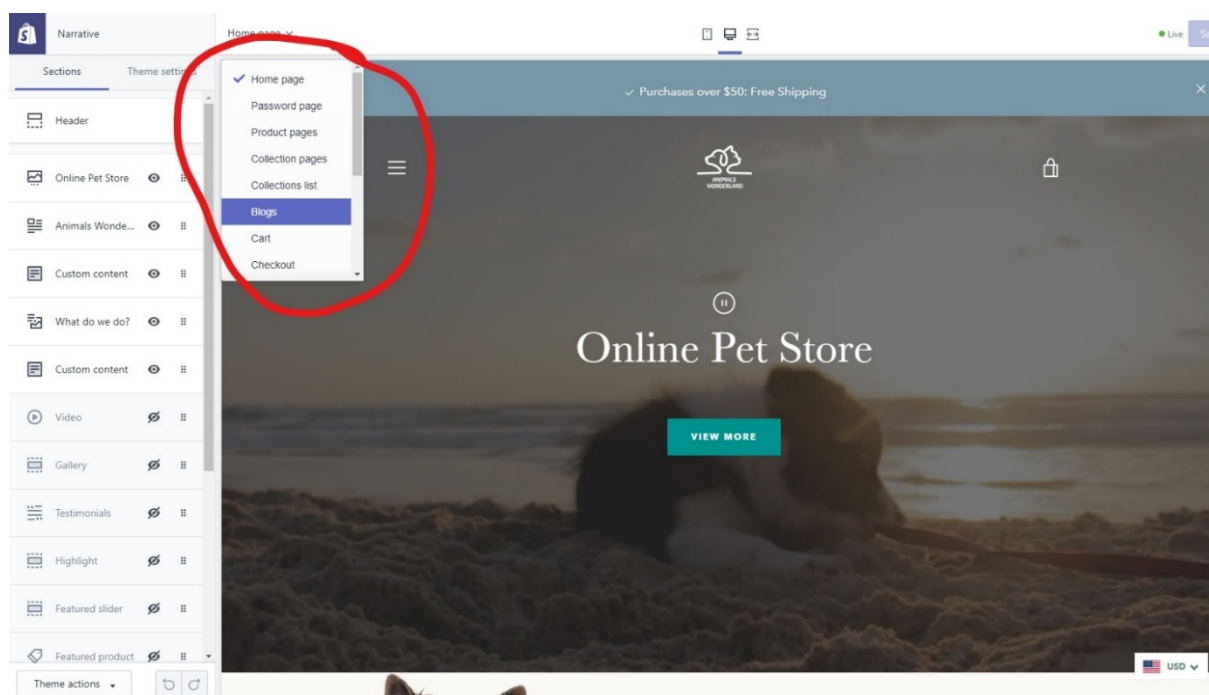 Narrative
Home page
Live
Sections
Theme settings
Header
Online Pet Store
Animals Wonde...
Custom content
What do we do?
Custom content
Video
Gallery
Testimonials
Highlight
Featured slider
Featured product
Theme actions
Home page
Password page
Product pages
Collection pages
Collections list
Blogs
Cart
Checkout
Purchases over $50: Free Shipping
ANIMALS
WONDERLAND
Online Pet Store
VIEW MORE
USD